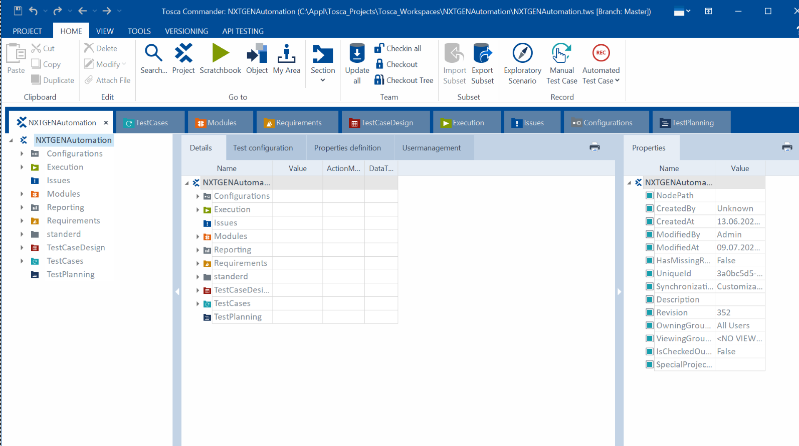 Tosca Commander: NXTGENAutomation (C:\Appl\Tosca_Projects\Tosca_Workspaces\NXTGENAutomation\NXTGENAutomation.tws [Branch: Master])
PROJECT HOME VIEW TOOLS VERSIONING API TESTING
Paste Cut Copy Duplicate
Clipboard
Delete Modify Attach File
Edit
Search... Project Scratchbook Object My Area
Go to
Section
Update all Checkin all Checkout Checkout Tree
Team
Import Subset Export Subset
Subset
Exploratory Scenario Manual Test Case REC Automated Test Case
Record
NXTGENAutomation × TestCases Modules Requirements TestCaseDesign Execution Issues Configurations TestPlanning
NXTGENAutomation
Configurations
Execution
Issues
Modules
Reporting
Requirements
standerd
TestCaseDesign
TestCases
TestPlanning
Details Test configuration Properties definition Usermanagement
Name Value ActionM... DataT...
NXTGENAutoma...
Configurations
Execution
Issues
Modules
Reporting
Requirements
standerd
TestCaseDesi...
TestCases
TestPlanning
Properties
Name Value
NXTGENAutoma...
NodePath
CreatedBy Unknown
CreatedAt 13.06.202...
ModifiedBy Admin
ModifiedAt 09.07.202...
HasMissingR... False
UniqueId 3a0bc5d5-...
Synchronizati... Customiza...
Description
Revision 352
OwningGrou... All Users
ViewingGrou... <NO VIEW...
IsCheckedOu... False
SpecialProjec...